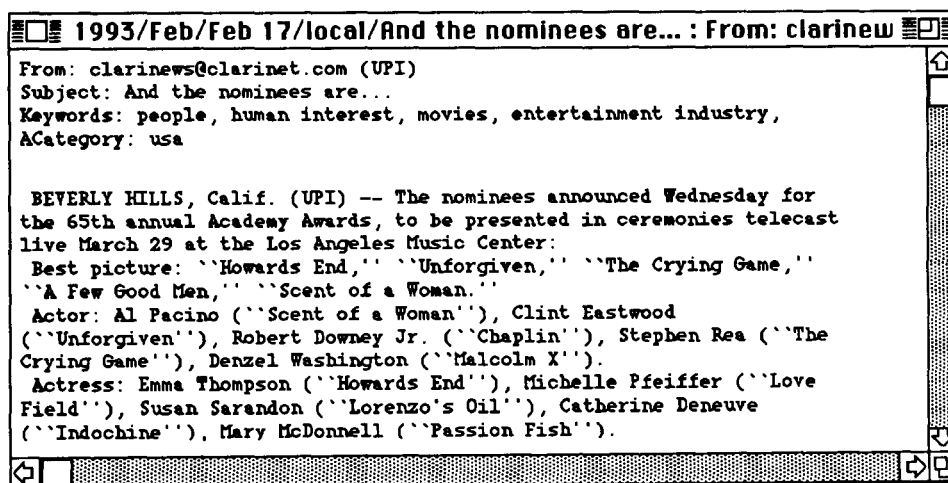 1993/Feb/Feb 17/local/And the nominees are... : From: clarinew
From: clarinews@clarinet.com (UPI)
Subject: And the nominees are...
Keywords: people, human interest, movies, entertainment industry,
ACategory: usa
BEVERLY HILLS, Calif. (UPI) -- The nominees announced Wednesday for
the 65th annual Academy Awards, to be presented in ceremonies telecast
live March 29 at the Los Angeles Music Center:
Best picture: ``Howards End,'' ``Unforgiven,'' ``The Crying Game,''
``A Few Good Men,'' ``Scent of a Woman.''
Actor: Al Pacino (``Scent of a Woman''), Clint Eastwood
(``Unforgiven''), Robert Downey Jr. (``Chaplin''), Stephen Rea (``The
Crying Game''), Denzel Washington (``Malcolm X'').
Actress: Emma Thompson (``Howards End''), Michelle Pfeiffer (``Love
Field''), Susan Sarandon (``Lorenzo's Oil''), Catherine Deneuve
(``Indochine''), Mary McDonnell (``Passion Fish'').